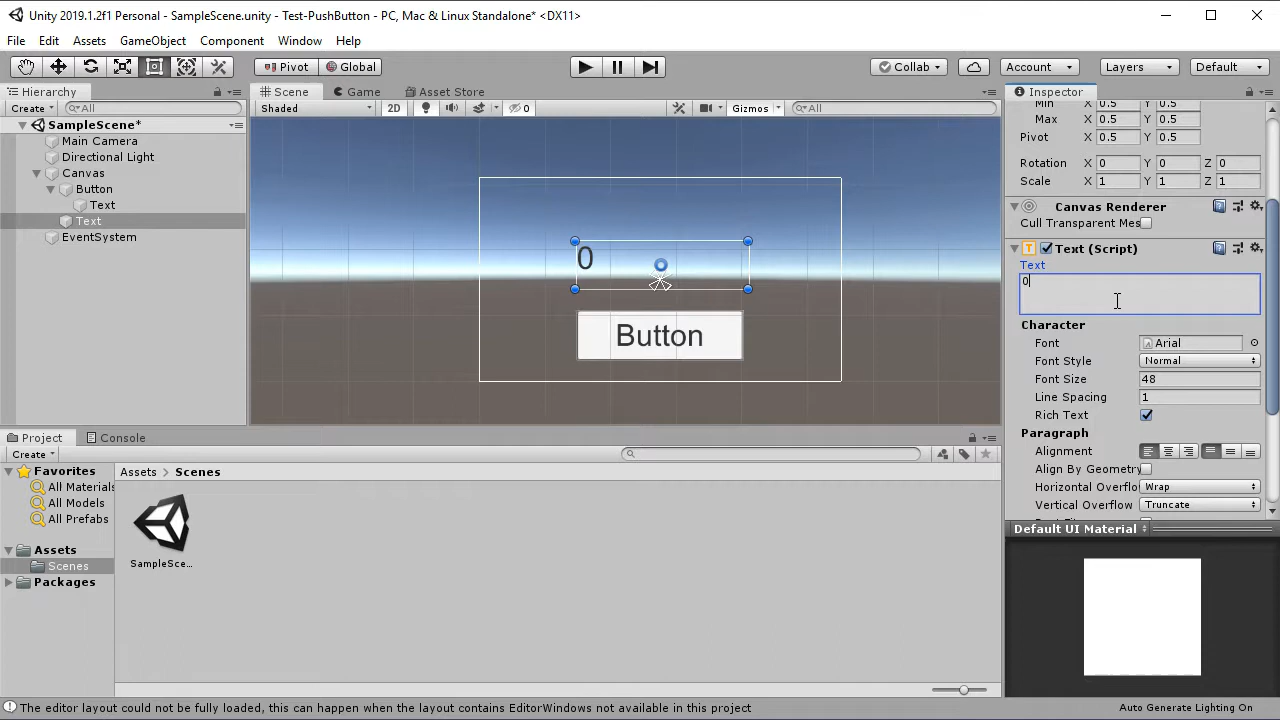 Unity 2019.1.2f1 Personal - SampleScene.unity - Test-PushButton - PC, Mac & Linux Standalone* <DX11>
File Edit Assets GameObject Component Window Help
Pivot Global Collab Account Layers Default
Hierarchy
Create All
SampleScene*
Main Camera
Directional Light
Canvas
Button
Text
Text
EventSystem
Scene Game Asset Store
Shaded 2D 0 Gizmos All
0
Button
Inspector
Min X 0.5 Y 0.5
Max X 0.5 Y 0.5
Pivot X 0.5 Y 0.5
Rotation X 0 Y 0 Z 0
Scale X 1 Y 1 Z 1
Canvas Renderer
Cull Transparent Mes
Text (Script)
Text
0
Character
Font Arial
Font Style Normal
Font Size 48
Line Spacing 1
Rich Text
Paragraph
Alignment
Align By Geometry
Horizontal Overflo Wrap
Vertical Overflow Truncate
Default UI Material
Project Console
Create
Favorites
All Materials
All Models
All Prefabs
Assets
Scenes
Packages
Assets > Scenes
SampleSce...
The editor layout could not be fully loaded, this can happen when the layout contains EditorWindows not available in this project
Auto Generate Lighting On